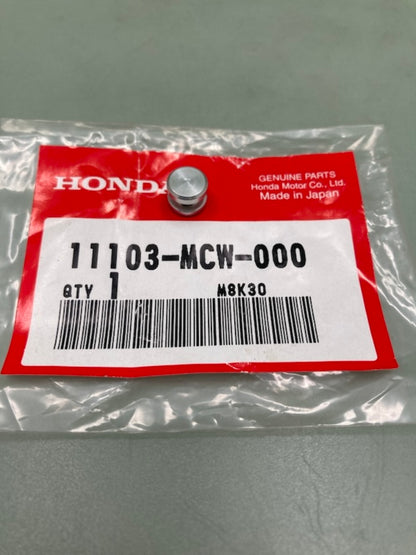 HONDA
GENUINE PARTS
Honda Motor Co., Ltd.
Made in Japan
11103-MCW-000
QTY 1 M8K30